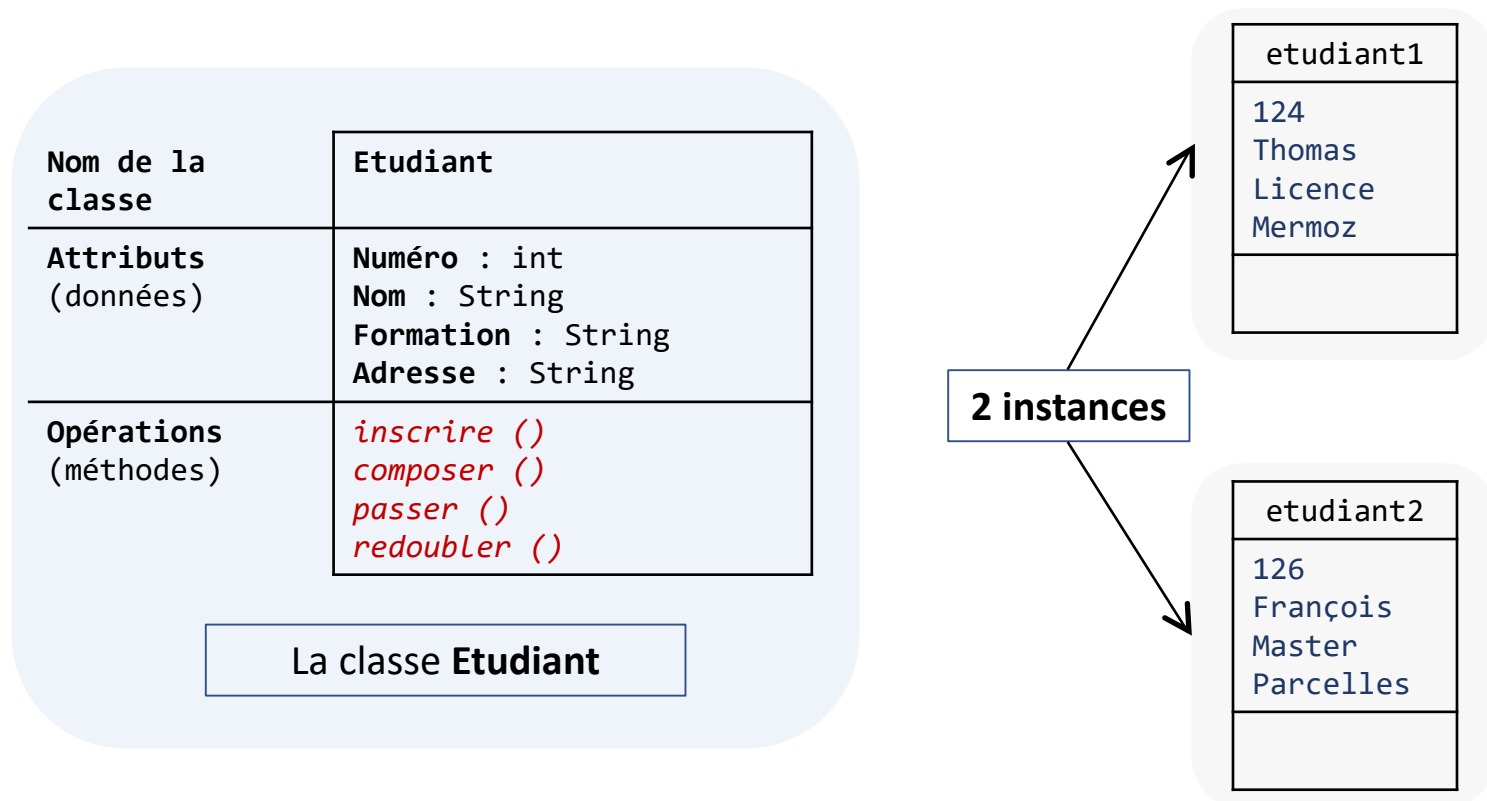 Nom de la
classe
Etudiant
Attributs
(données)
Numéro : int
Nom : String
Formation : String
Adresse : String
Opérations
(méthodes)
inscrire ()
composer ()
passer ()
redoubler ()
La classe Etudiant
2 instances
etudiant1
124
Thomas
Licence
Mermoz
etudiant2
126
François
Master
Parcelles